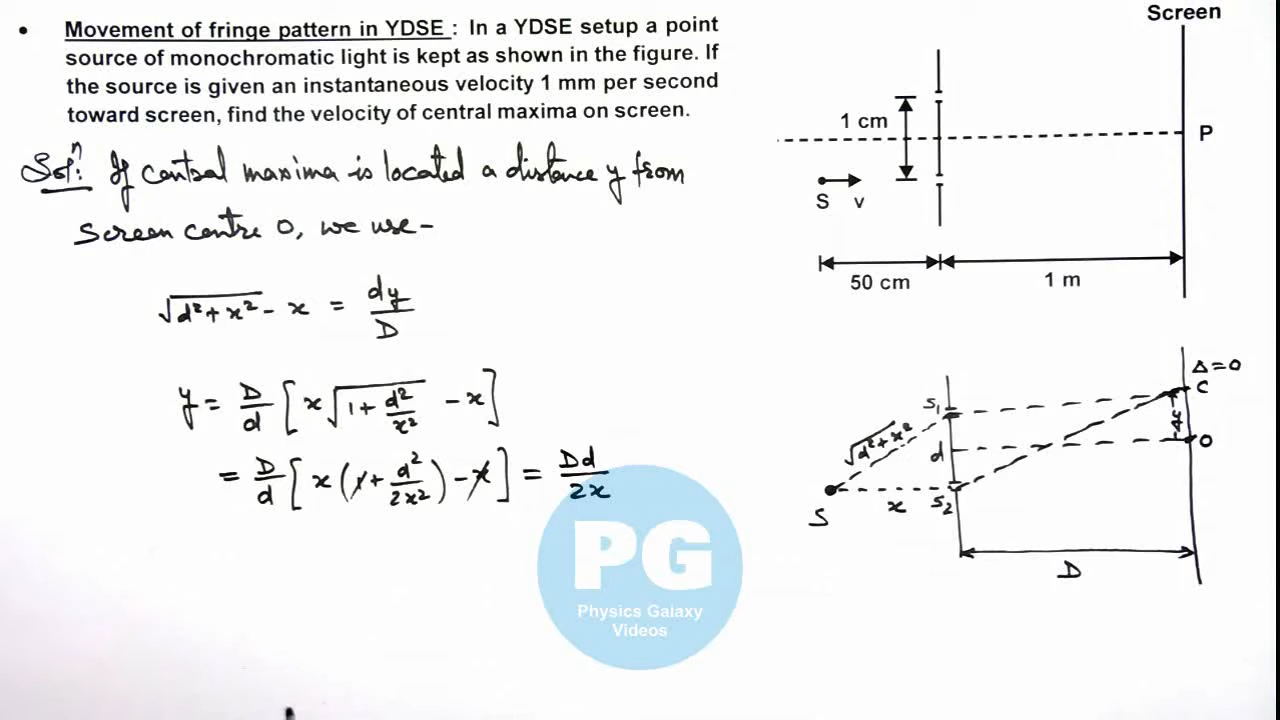 • Movement of fringe pattern in YDSE : In a YDSE setup a point
source of monochromatic light is kept as shown in the figure. If
the source is given an instantaneous velocity 1 mm per second
toward screen, find the velocity of central maxima on screen.
Solⁿ: If central maxima is located a distance y from
screen centre O, we use –
√(d²+x²) - x = dy/D
y = D/d [x√(1 + d²/x²) - x]
= D/d [x(1 + d²/2x²) - x] = Dd/2x
Screen
1 cm
P
S v
50 cm
1 m
Δ=0
C
S₁
√(d²+x²)
d
y
O
S
x
S₂
D
PG
Physics Galaxy
Videos